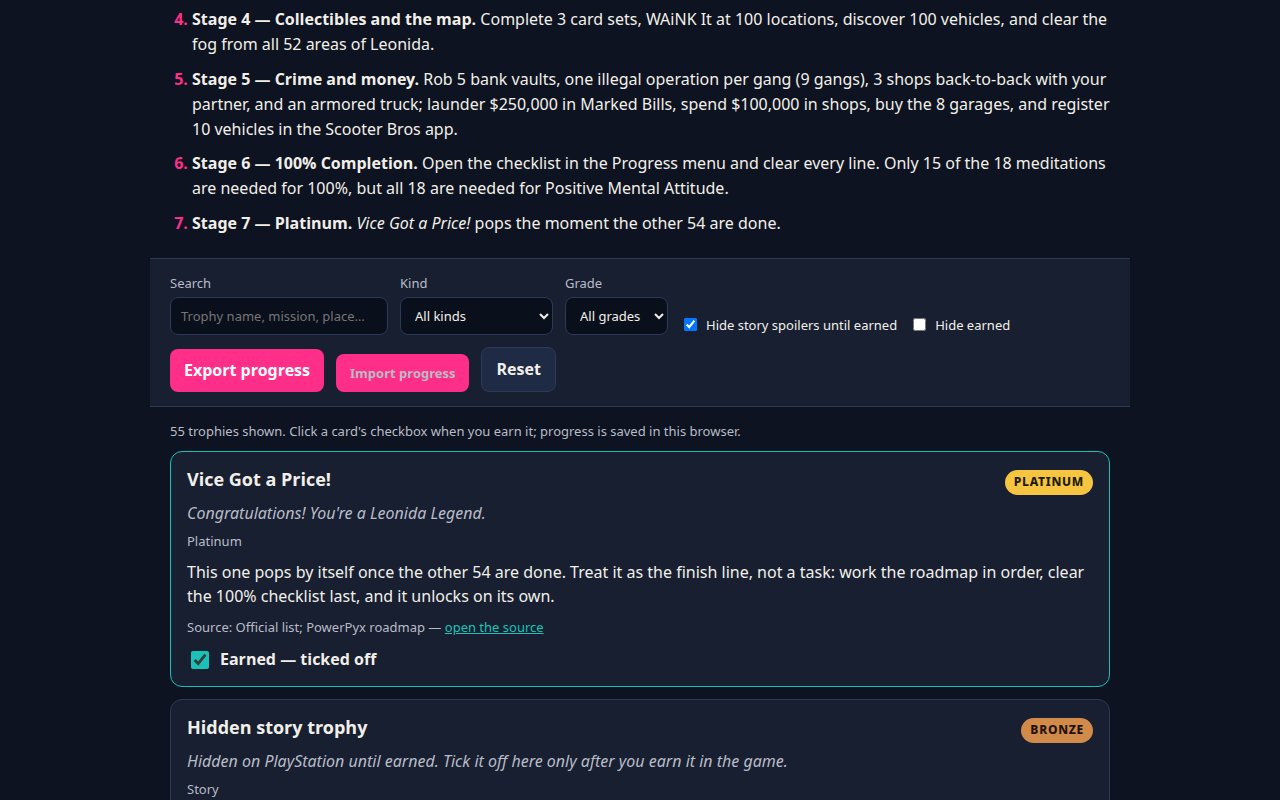 4. Stage 4 — Collectibles and the map. Complete 3 card sets, WAiNK It at 100 locations, discover 100 vehicles, and clear the
fog from all 52 areas of Leonida.
5. Stage 5 — Crime and money. Rob 5 bank vaults, one illegal operation per gang (9 gangs), 3 shops back-to-back with your
partner, and an armored truck; launder $250,000 in Marked Bills, spend $100,000 in shops, buy the 8 garages, and register
10 vehicles in the Scooter Bros app.
6. Stage 6 — 100% Completion. Open the checklist in the Progress menu and clear every line. Only 15 of the 18 meditations
are needed for 100%, but all 18 are needed for Positive Mental Attitude.
7. Stage 7 — Platinum. Vice Got a Price! pops the moment the other 54 are done.
Search
Kind
Grade
Trophy name, mission, place...
All kinds
All grades
Hide story spoilers until earned
Hide earned
Export progress
Import progress
Reset
55 trophies shown. Click a card's checkbox when you earn it; progress is saved in this browser.
Vice Got a Price!
PLATINUM
Congratulations! You're a Leonida Legend.
Platinum
This one pops by itself once the other 54 are done. Treat it as the finish line, not a task: work the roadmap in order, clear
the 100% checklist last, and it unlocks on its own.
Source: Official list; PowerPyx roadmap — open the source
Earned — ticked off
Hidden story trophy
BRONZE
Hidden on PlayStation until earned. Tick it off here only after you earn it in the game.
Story